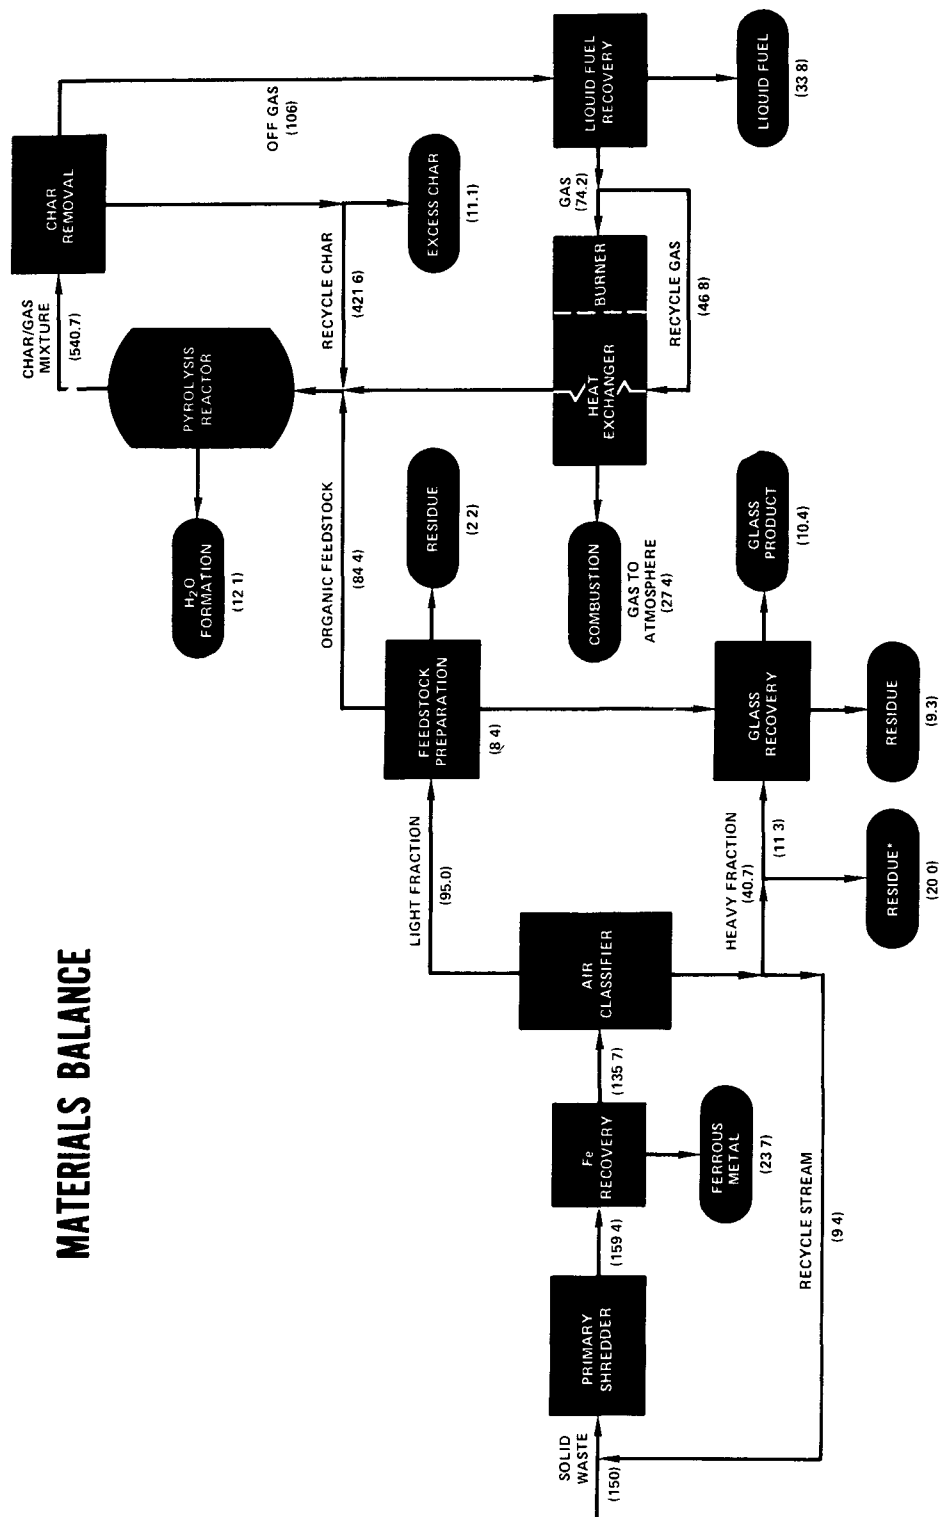 MATERIALS BALANCE
SOLID
WASTE
(150)
PRIMARY
SHREDDER
(159 4)
Fe
RECOVERY
FERROUS
METAL
(23 7)
(135 7)
AIR
CLASSIFIER
RECYCLE STREAM
(9 4)
LIGHT FRACTION
(95.0)
HEAVY FRACTION
(40.7)
(11 3)
RESIDUE*
(20 0)
FEEDSTOCK
PREPARATION
(8 4)
RESIDUE
(2 2)
GLASS
RECOVERY
RESIDUE
(9.3)
GLASS
PRODUCT
(10.4)
ORGANIC FEEDSTOCK
(84 4)
H₂O
FORMATION
(12 1)
PYROLYSIS
REACTOR
CHAR/GAS
MIXTURE
(540.7)
CHAR
REMOVAL
RECYCLE CHAR
(421 6)
EXCESS CHAR
(11.1)
OFF GAS
(106)
LIQUID FUEL
RECOVERY
LIQUID FUEL
(33 8)
GAS
(74.2)
BURNER
HEAT
EXCHANGER
RECYCLE GAS
(46 8)
COMBUSTION
GAS TO
ATMOSPHERE
(27 4)